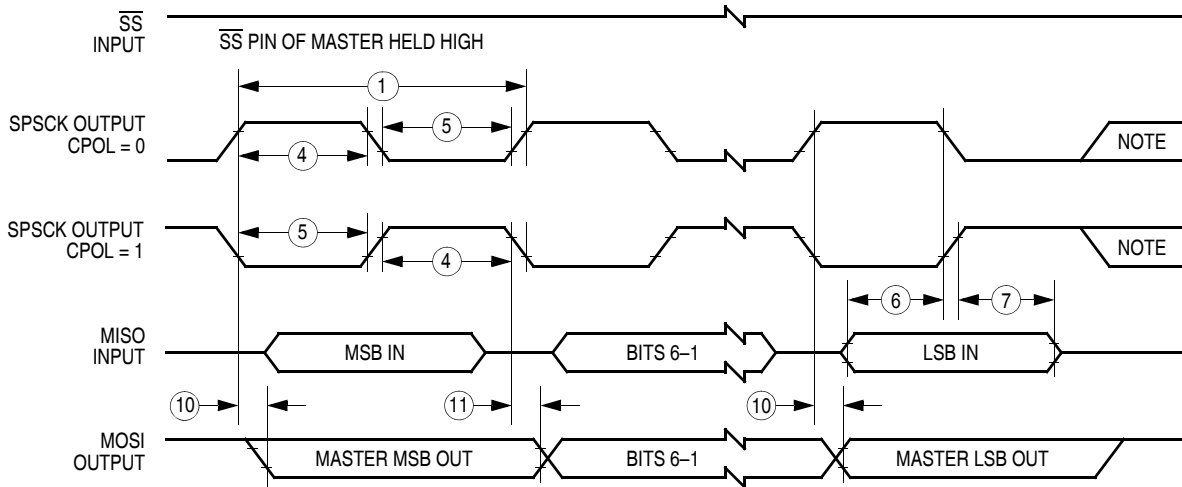 SS
INPUT
SS PIN OF MASTER HELD HIGH
1
SPSCK OUTPUT
CPOL = 0
5
4
NOTE
SPSCK OUTPUT
CPOL = 1
5
4
NOTE
6
7
MISO
INPUT
MSB IN
BITS 6–1
LSB IN
10
11
10
MOSI
OUTPUT
MASTER MSB OUT
BITS 6–1
MASTER LSB OUT